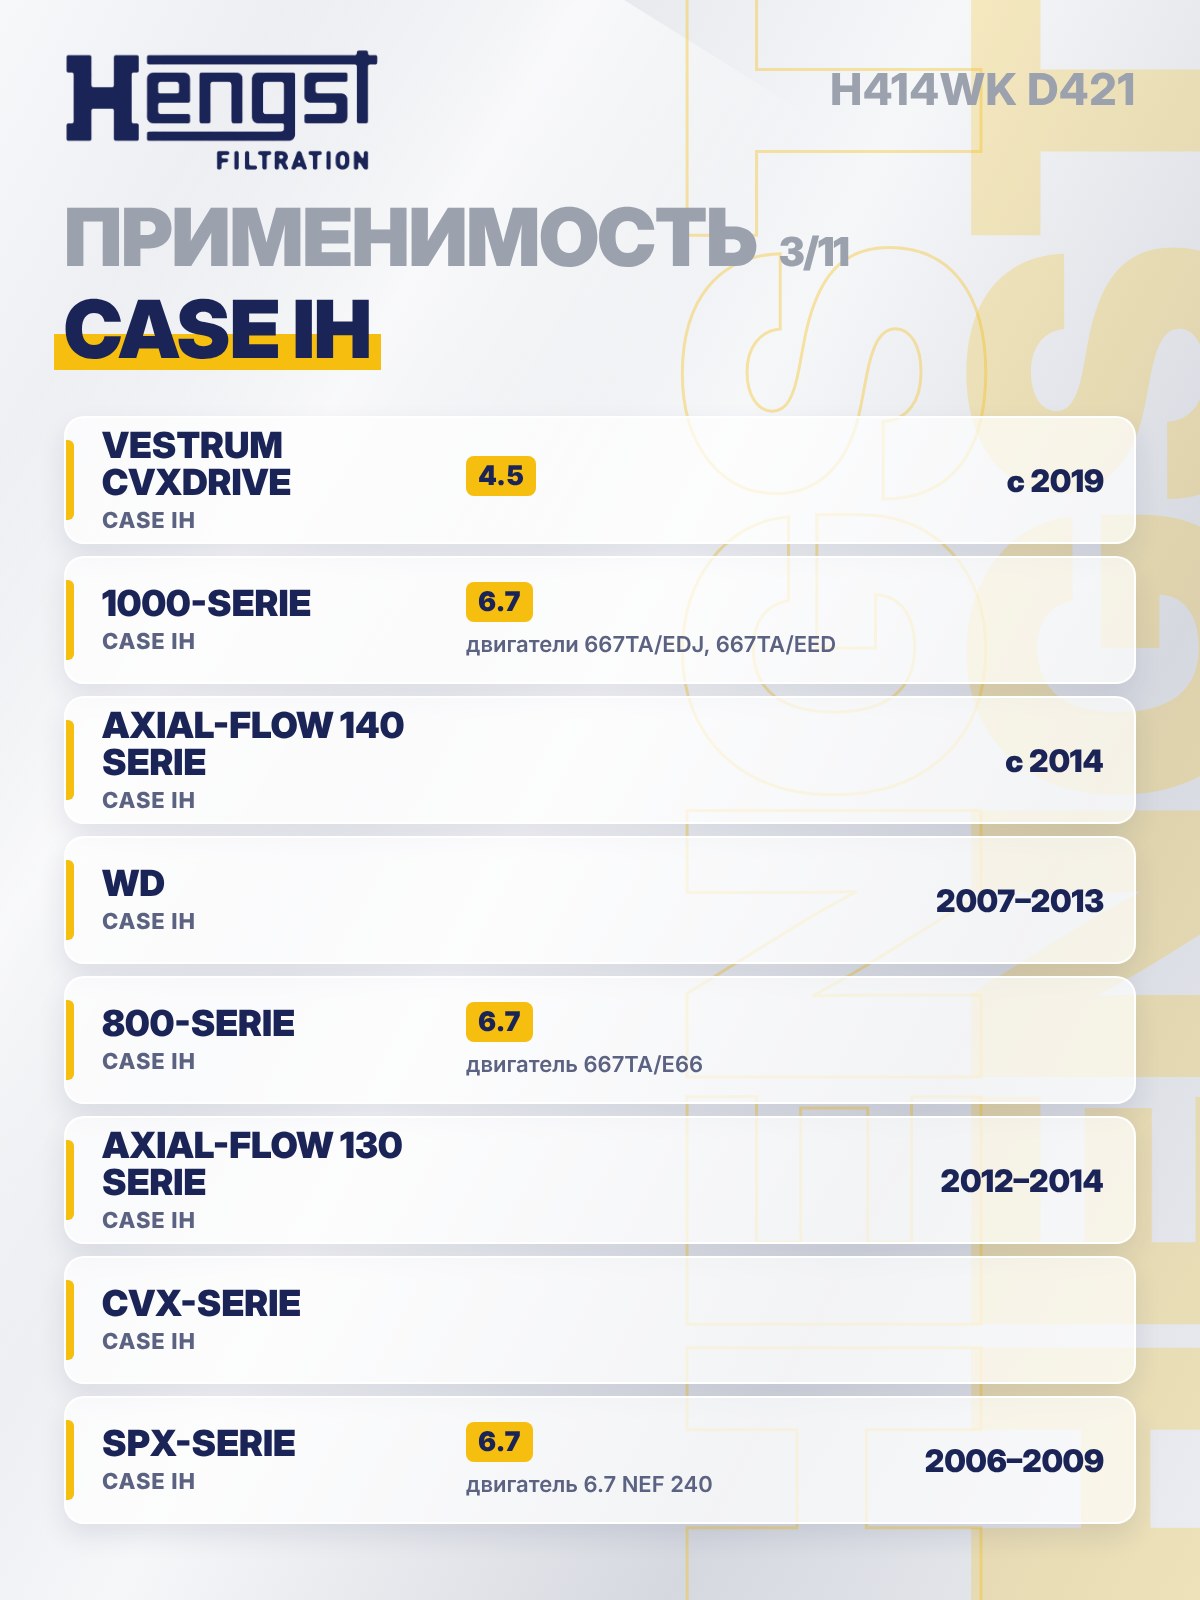 Hengst
FILTRATION
H414WK D421
ПРИМЕНИМОСТЬ 3/11
CASE IH
VESTRUM
CVXDRIVE
CASE IH
4.5
с 2019
1000-SERIE
CASE IH
6.7
двигатели 667TA/EDJ, 667TA/EED
AXIAL-FLOW 140
SERIE
CASE IH
с 2014
WD
CASE IH
2007–2013
800-SERIE
CASE IH
6.7
двигатель 667TA/E66
AXIAL-FLOW 130
SERIE
CASE IH
2012–2014
CVX-SERIE
CASE IH
SPX-SERIE
CASE IH
6.7
двигатель 6.7 NEF 240
2006–2009
HENGST
HENGST